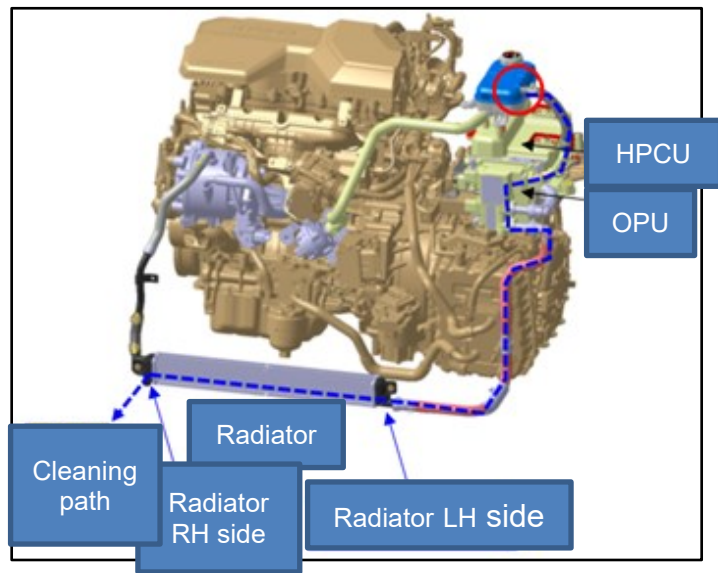 HPCU
OPU
Radiator
Cleaning
path
Radiator
RH side
Radiator LH side